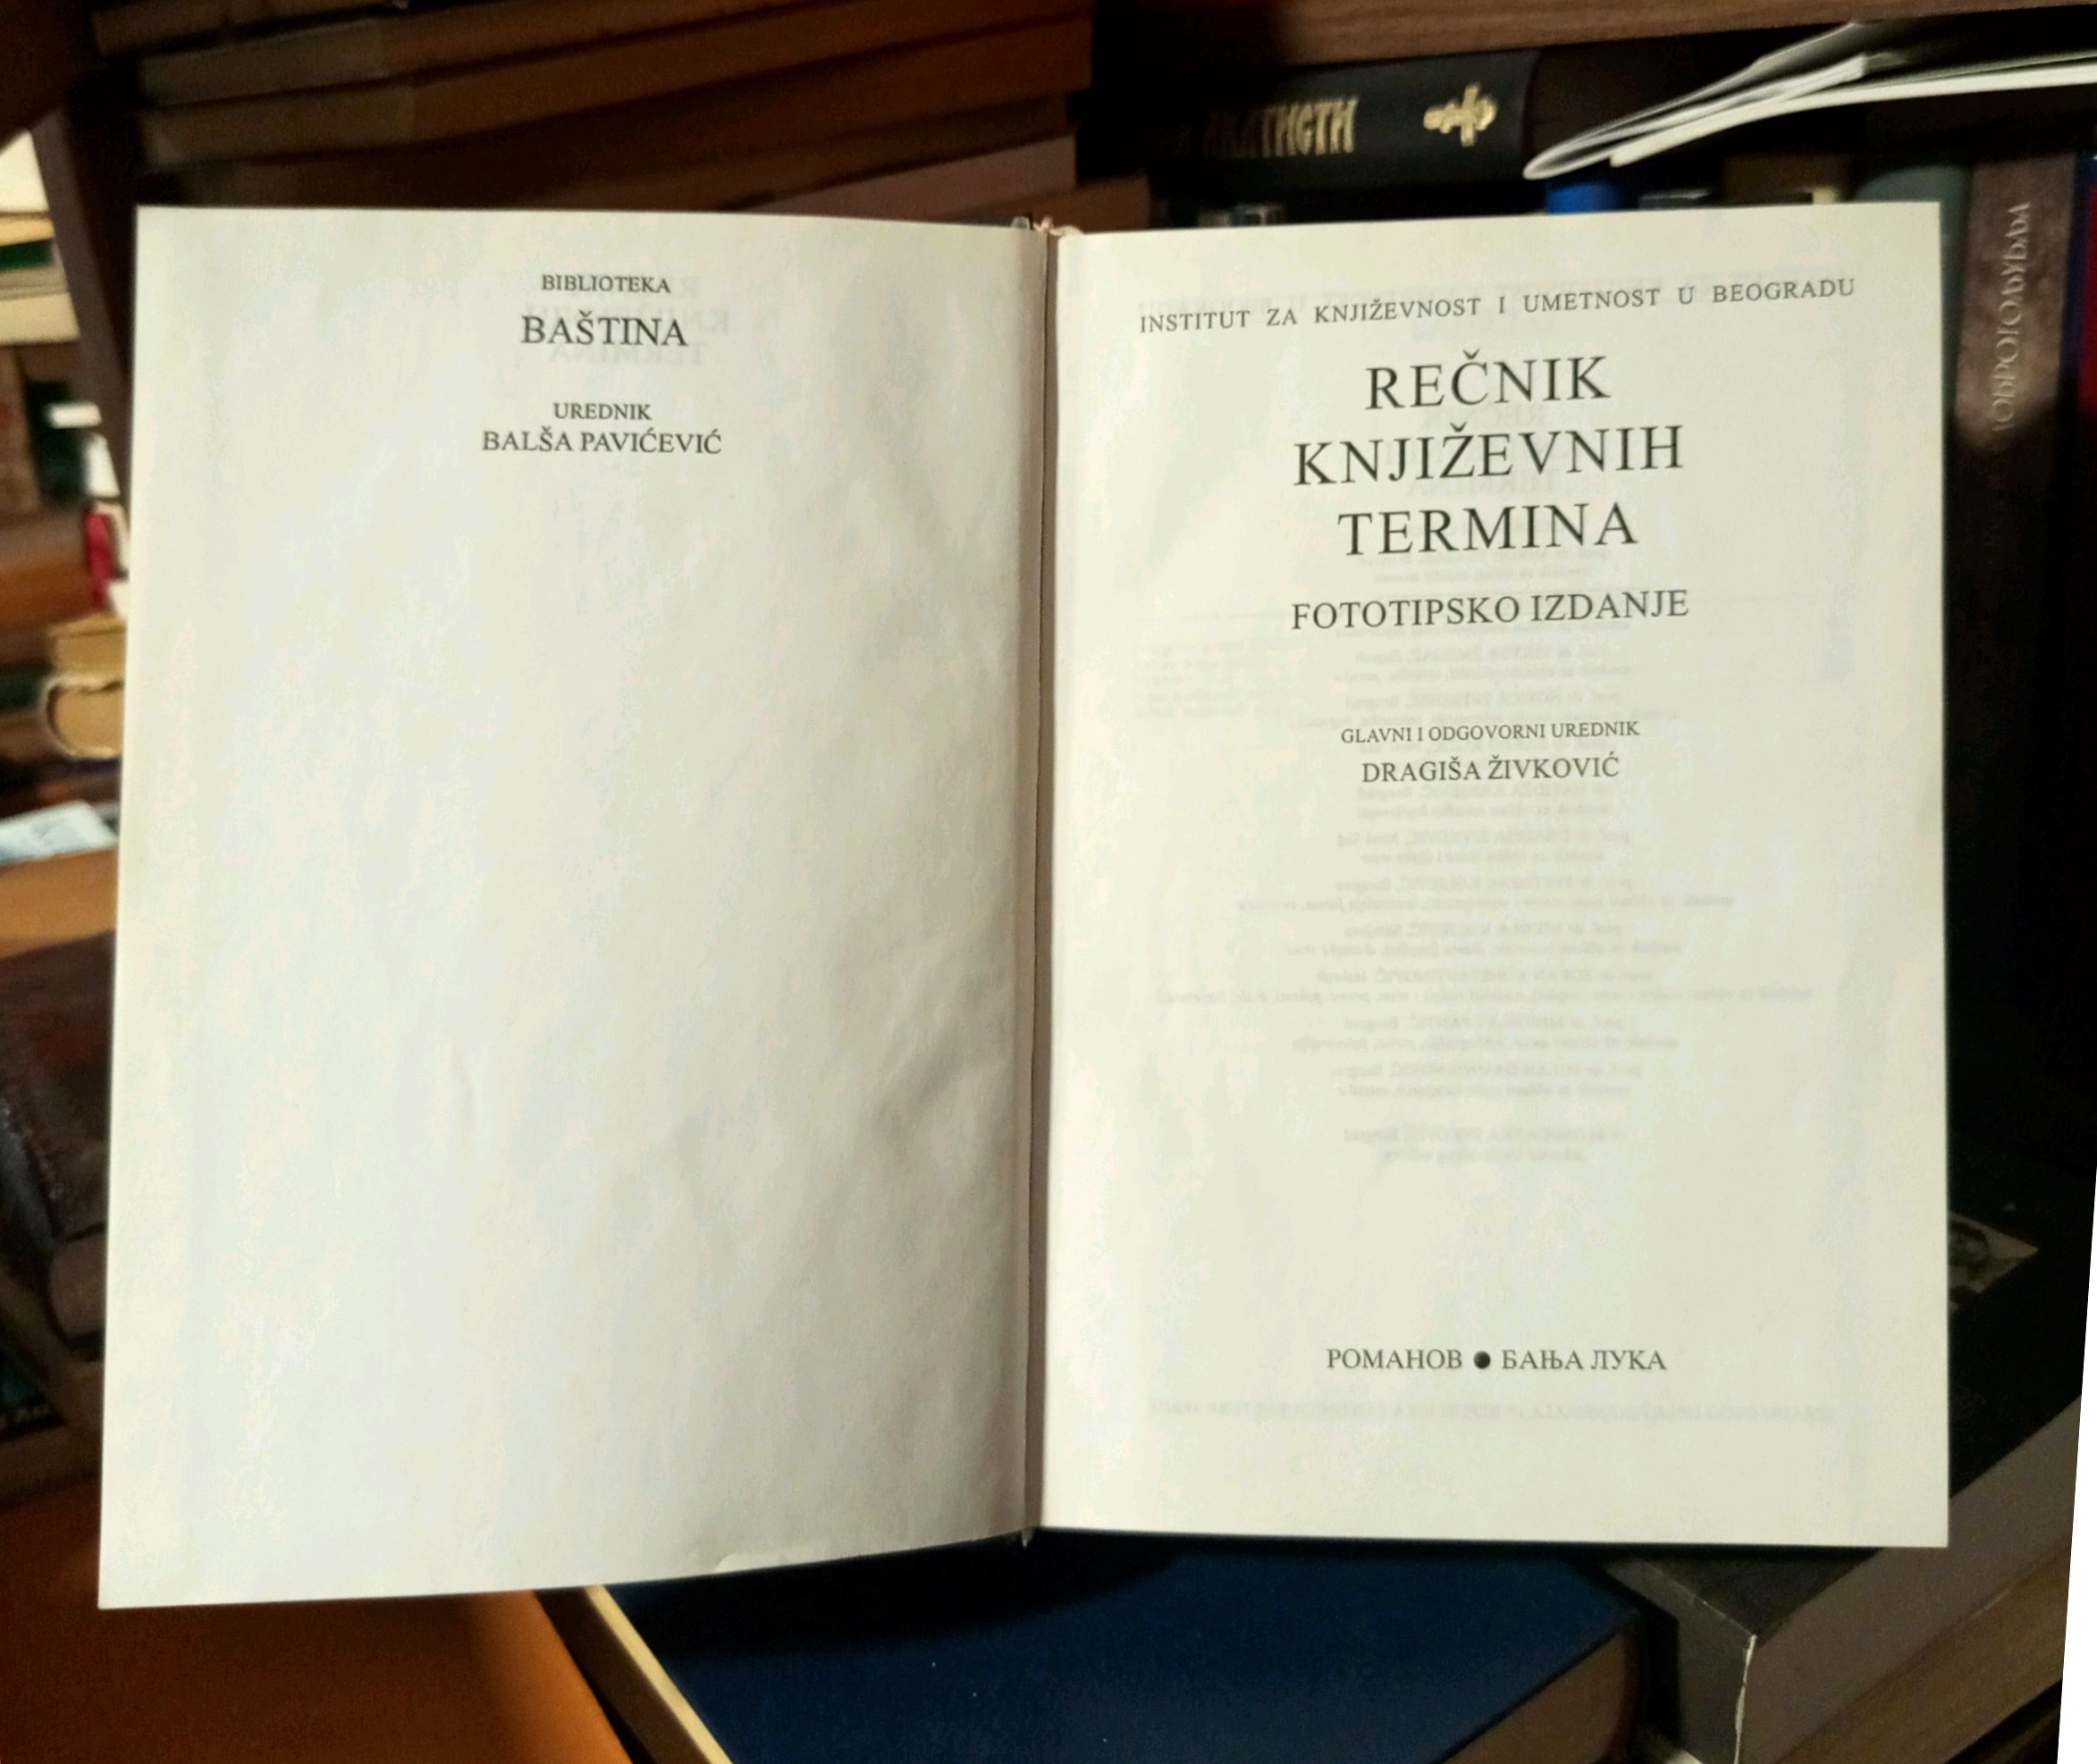 BIBLIOTEKA
BAŠTINA
UREDNIK
BALŠA PAVIĆEVIĆ
INSTITUT ZA KNJIŽEVNOST I UMETNOST U BEOGRADU
REČNIK
KNJIŽEVNIH
TERMINA
FOTOTIPSKO IZDANJE
GLAVNI I ODGOVORNI UREDNIK
DRAGIŠA ŽIVKOVIĆ
РОМАНОВ ● БАЊА ЛУКА
АКАТИСТИ